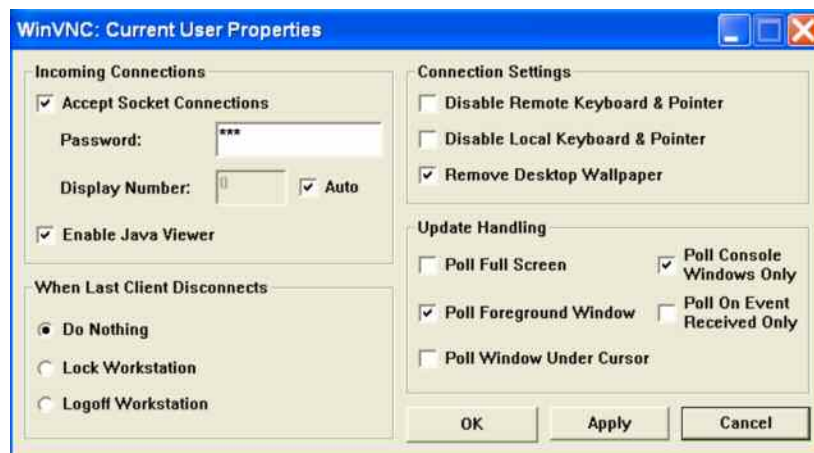 WinVNC: Current User Properties
Incoming Connections
Accept Socket Connections
Password: ***
Display Number: 0 Auto
Enable Java Viewer
When Last Client Disconnects
Do Nothing
Lock Workstation
Logoff Workstation
Connection Settings
Disable Remote Keyboard & Pointer
Disable Local Keyboard & Pointer
Remove Desktop Wallpaper
Update Handling
Poll Full Screen
Poll Console
Windows Only
Poll Foreground Window
Poll On Event
Received Only
Poll Window Under Cursor
OK Apply Cancel